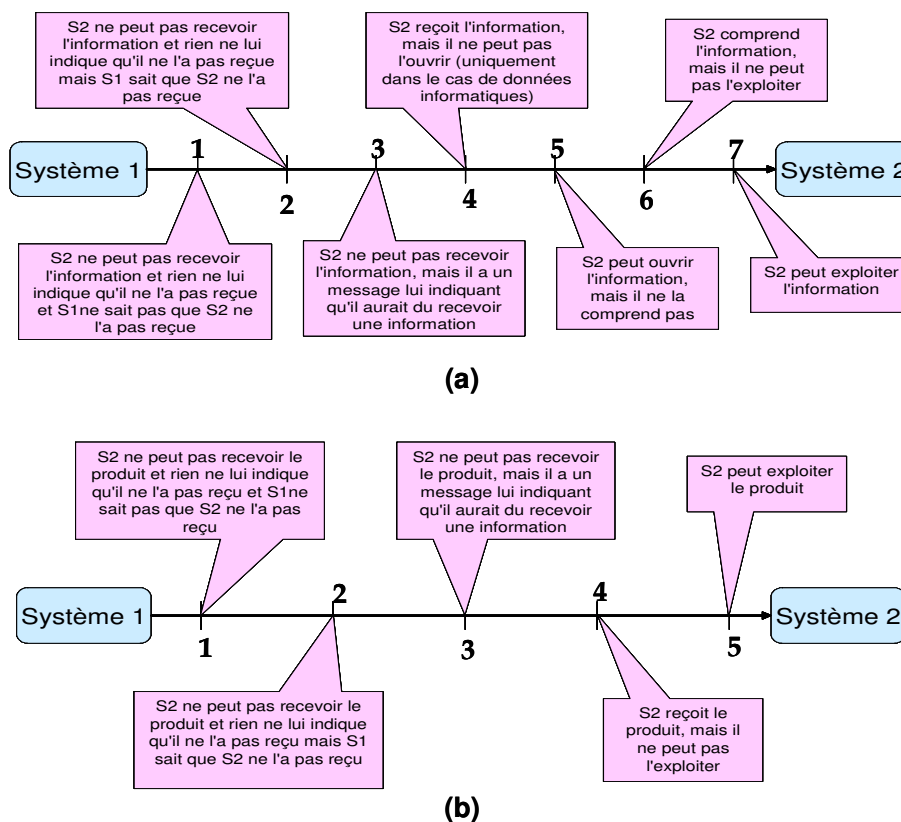 S2 ne peut pas recevoir
l'information et rien ne lui
indique qu'il ne l'a pas reçue
mais S1 sait que S2 ne l'a
pas reçue
S2 reçoit l'information,
mais il ne peut pas
l'ouvrir (uniquement
dans le cas de données
informatiques)
S2 comprend
l'information,
mais il ne peut
pas l'exploiter
Système 1
1
2
3
4
5
6
7
Système 2
S2 ne peut pas recevoir
l'information et rien ne lui
indique qu'il ne l'a pas reçue
et S1ne sait pas que S2 ne
l'a pas reçue
S2 ne peut pas recevoir
l'information, mais il a un
message lui indiquant
qu'il aurait du recevoir
une information
S2 peut ouvrir
l'information,
mais il ne la
comprend pas
S2 peut exploiter
l'information
(a)
S2 ne peut pas recevoir le
produit et rien ne lui indique
qu'il ne l'a pas reçu et S1ne
sait pas que S2 ne l'a pas
reçu
S2 ne peut pas recevoir
le produit, mais il a un
message lui indiquant
qu'il aurait du recevoir
une information
S2 peut exploiter
le produit
Système 1
1
2
3
4
5
Système 2
S2 ne peut pas recevoir le
produit et rien ne lui indique
qu'il ne l'a pas reçu mais S1
sait que S2 ne l'a pas reçu
S2 reçoit le
produit, mais il
ne peut pas
l'exploiter
(b)